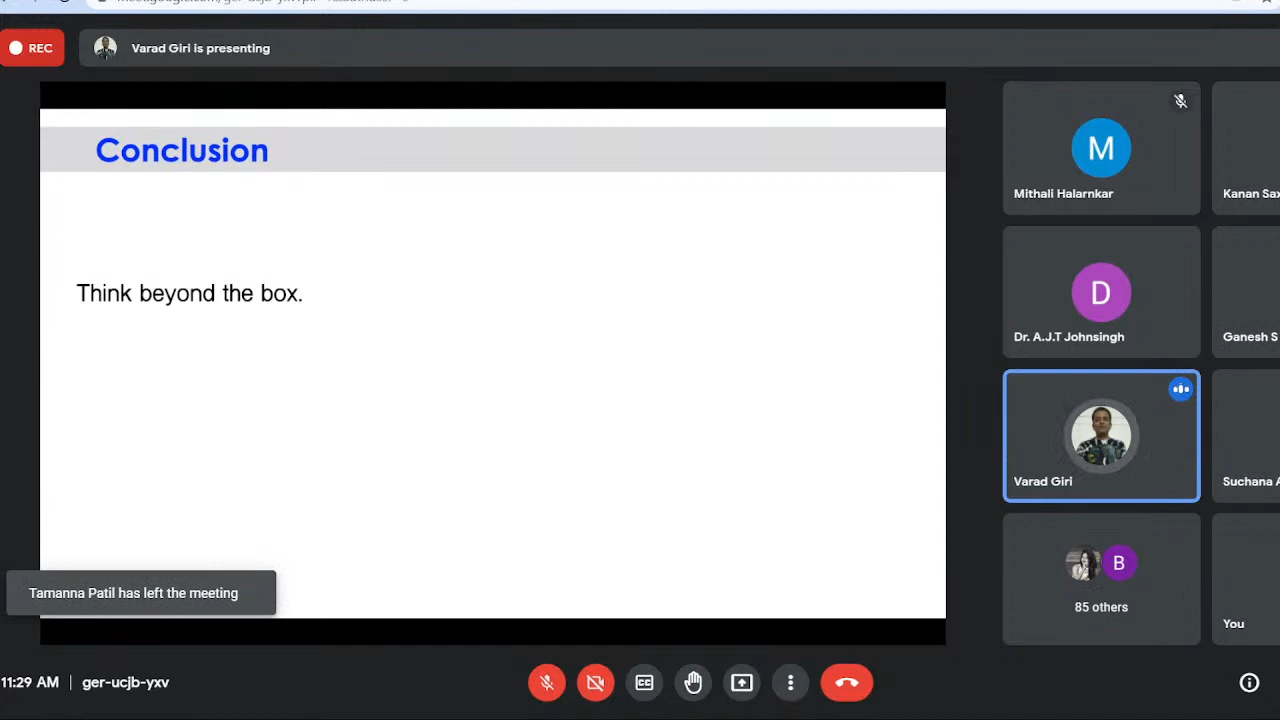 REC
Varad Giri is presenting
Conclusion
Think beyond the box.
Tamanna Patil has left the meeting
M
Mithali Halarnkar
Kanan Sax
D
Dr. A.J.T Johnsingh
Ganesh S
Varad Giri
Suchana A
B
85 others
You
11:29 AM | ger-ucjb-yxv